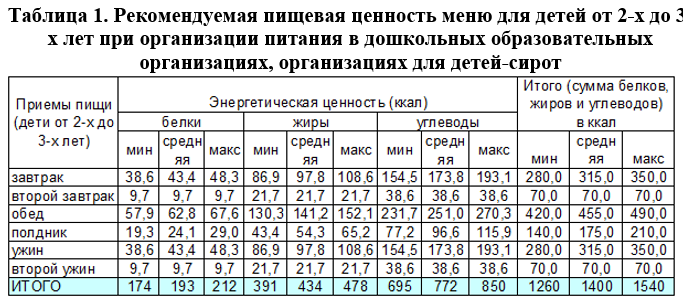 Таблица 1. Рекомендуемая пищевая ценность меню для детей от 2-х до 3
х лет при организации питания в дошкольных образовательных
организациях, организациях для детей-сирот
Приемы пищи (дети от 2-х до 3-х лет) Энергетическая ценность (ккал) Итого (сумма белков, жиров и углеводов) в ккал
белки жиры углеводы
мин средняя макс мин средняя макс мин средняя макс мин средняя макс
завтрак 38,6 43,4 48,3 86,9 97,8 108,6 154,5 173,8 193,1 280,0 315,0 350,0
второй завтрак 9,7 9,7 9,7 21,7 21,7 21,7 38,6 38,6 38,6 70,0 70,0 70,0
обед 57,9 62,8 67,6 130,3 141,2 152,1 231,7 251,0 270,3 420,0 455,0 490,0
полдник 19,3 24,1 29,0 43,4 54,3 65,2 77,2 96,6 115,9 140,0 175,0 210,0
ужин 38,6 43,4 48,3 86,9 97,8 108,6 154,5 173,8 193,1 280,0 315,0 350,0
второй ужин 9,7 9,7 9,7 21,7 21,7 21,7 38,6 38,6 38,6 70,0 70,0 70,0
ИТОГО 174 193 212 391 434 478 695 772 850 1260 1400 1540